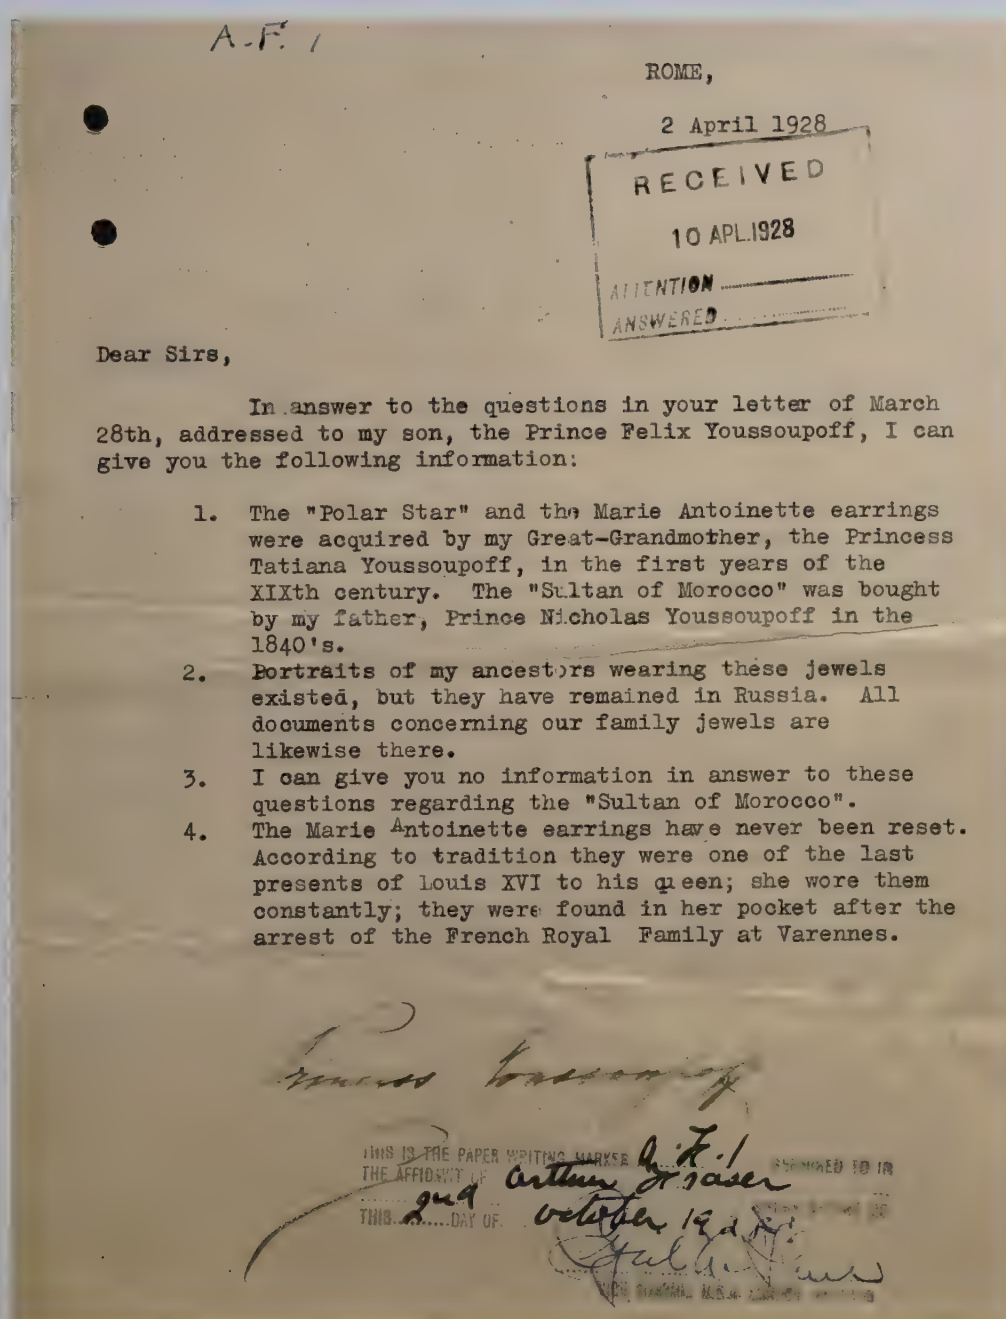 A.F. 1
ROME,
2 April 1928
RECEIVED
10 APL.1928
ATTENTION
ANSWERED
Dear Sirs,
In answer to the questions in your letter of March
28th, addressed to my son, the Prince Felix Youssoupoff, I can
give you the following information:
1. The "Polar Star" and the Marie Antoinette earrings
were acquired by my Great-Grandmother, the Princess
Tatiana Youssoupoff, in the first years of the
XIXth century. The "Sultan of Morocco" was bought
by my father, Prince Nicholas Youssoupoff in the
1840's.
2. Portraits of my ancestors wearing these jewels
existed, but they have remained in Russia. All
documents concerning our family jewels are
likewise there.
3. I can give you no information in answer to these
questions regarding the "Sultan of Morocco".
4. The Marie Antoinette earrings have never been reset.
According to tradition they were one of the last
presents of Louis XVI to his queen; she wore them
constantly; they were found in her pocket after the
arrest of the French Royal Family at Varennes.
Princess Youssoupoff
THIS IS THE PAPER WRITING MARKED A.F.1 REFERRED TO IN
THE AFFIDAVIT OF Arthur Fraser
THIS 2nd DAY OF October